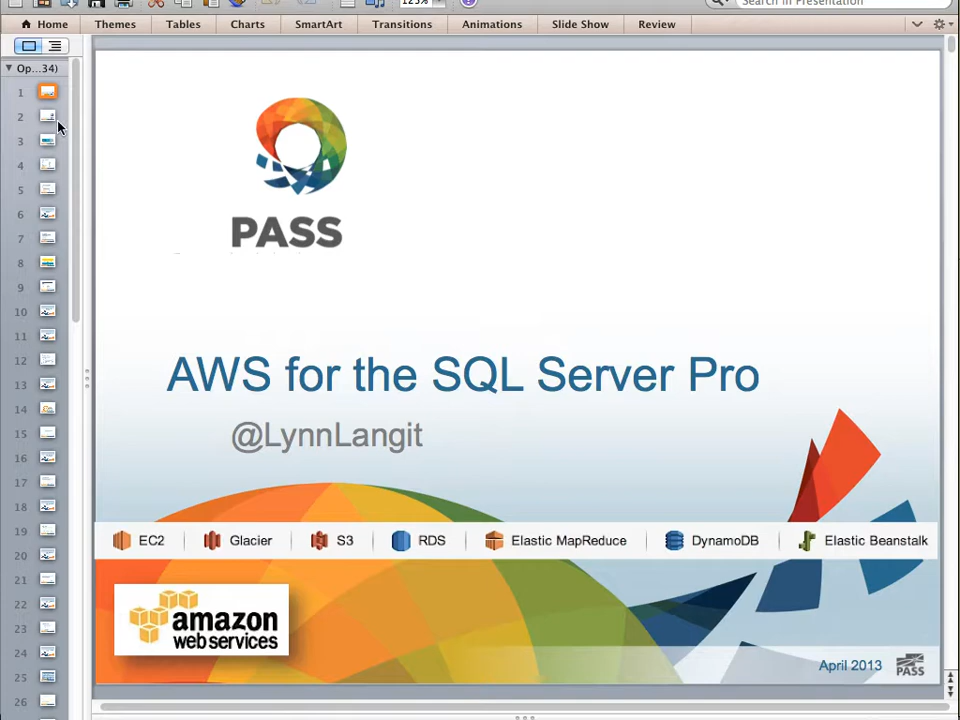 123%
Search in Presentation
Home Themes Tables Charts SmartArt Transitions Animations Slide Show Review
Op...34)
1
2
3
4
5
6
7
8
9
10
11
12
13
14
15
16
17
18
19
20
21
22
23
24
25
26
PASS
AWS for the SQL Server Pro
@LynnLangit
EC2 Glacier S3 RDS Elastic MapReduce DynamoDB Elastic Beanstalk
amazon
web services
April 2013 PASS